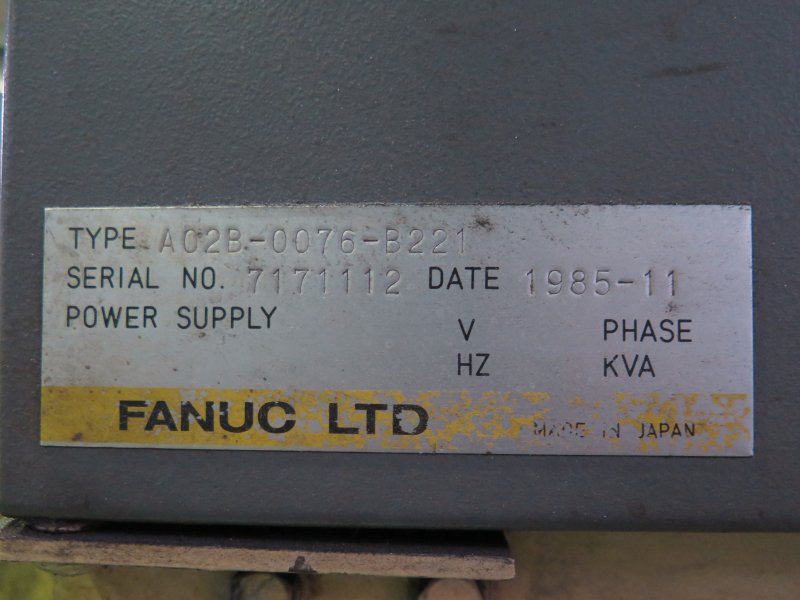 TYPE A02B-0076-B221
SERIAL NO. 7171112 DATE 1985-11
POWER SUPPLY V PHASE
HZ KVA
FANUC LTD MADE IN JAPAN